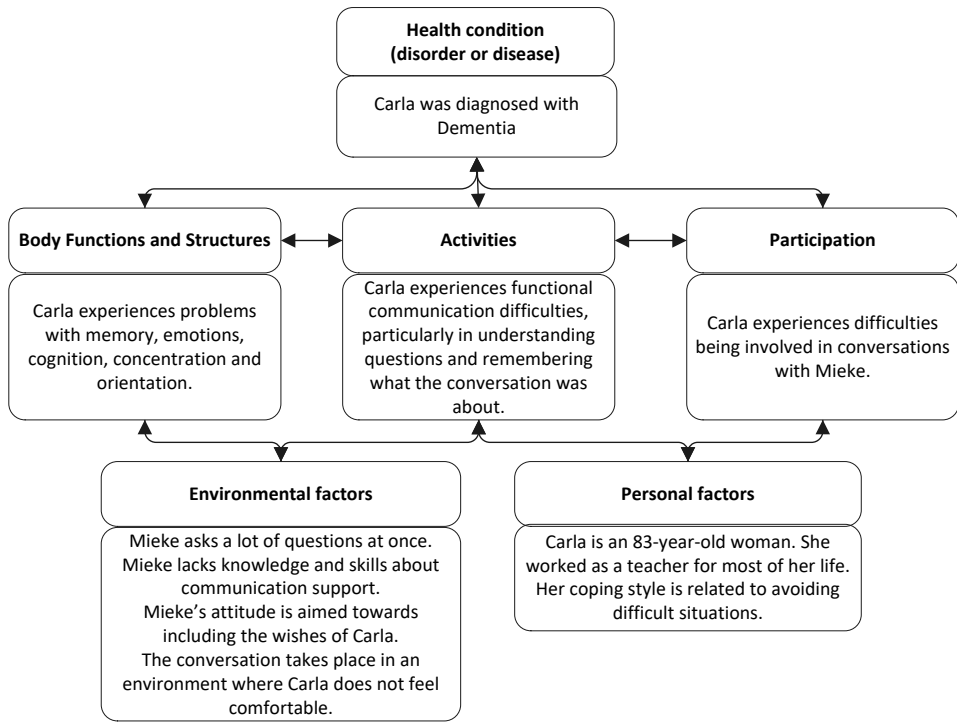 Health condition
(disorder or disease)
Carla was diagnosed with
Dementia
Body Functions and Structures
Carla experiences problems
with memory, emotions,
cognition, concentration and
orientation.
Activities
Carla experiences functional
communication difficulties,
particularly in understanding
questions and remembering
what the conversation was
about.
Participation
Carla experiences difficulties
being involved in conversations
with Mieke.
Environmental factors
Mieke asks a lot of questions at once.
Mieke lacks knowledge and skills about
communication support.
Mieke’s attitude is aimed towards
including the wishes of Carla.
The conversation takes place in an
environment where Carla does not feel
comfortable.
Personal factors
Carla is an 83-year-old woman. She
worked as a teacher for most of her life.
Her coping style is related to avoiding
difficult situations.